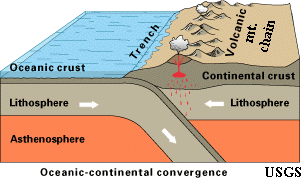 Trench
Volcanic
mt.
chain
Oceanic crust
Continental crust
Lithosphere
Lithosphere
Asthenosphere
Oceanic-continental convergence
USGS